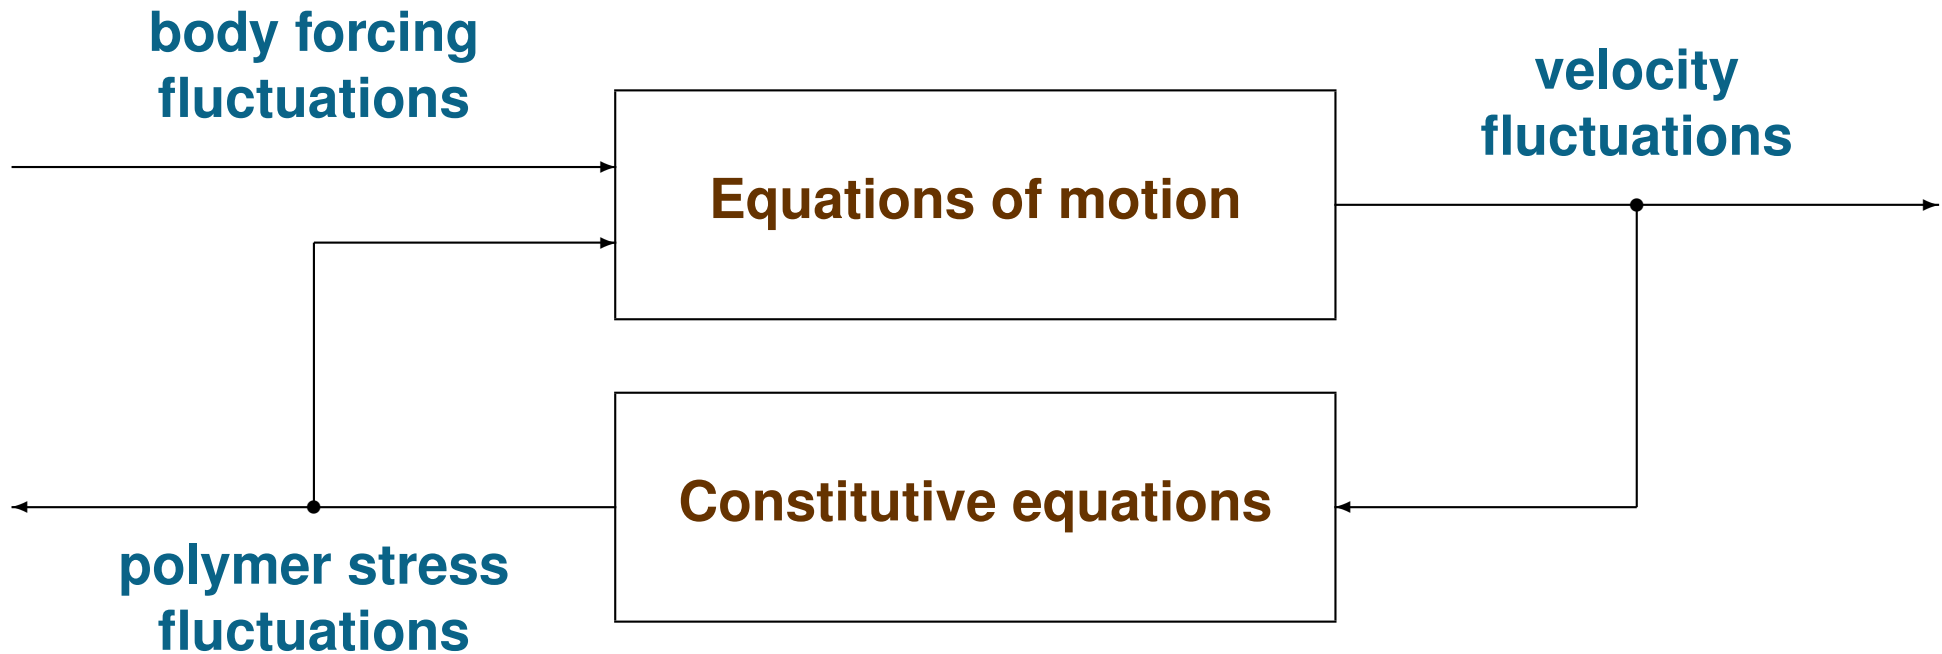 body forcing
fluctuations
velocity
fluctuations
Equations of motion
Constitutive equations
polymer stress
fluctuations